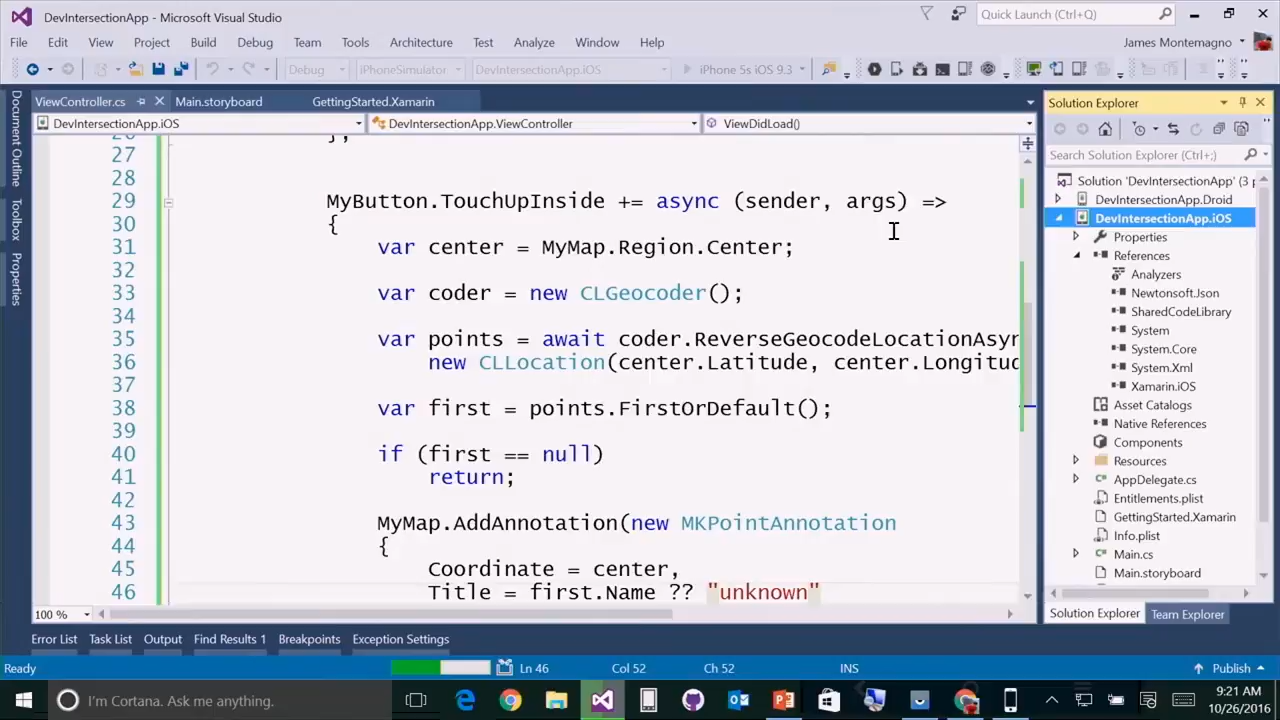 DevIntersectionApp - Microsoft Visual Studio
Quick Launch (Ctrl+Q)
File Edit View Project Build Debug Team Tools Architecture Test Analyze Window Help
James Montemagno
Debug iPhoneSimulator DevIntersectionApp.iOS iPhone 5s iOS 9.3
ViewController.cs Main.storyboard GettingStarted.Xamarin
DevIntersectionApp.iOS DevIntersectionApp.ViewController ViewDidLoad()
Document Outline
Toolbox
Properties
26 };
27
28
29 MyButton.TouchUpInside += async (sender, args) =>
30 {
31 var center = MyMap.Region.Center;
32
33 var coder = new CLGeocoder();
34
35 var points = await coder.ReverseGeocodeLocationAsyn
36 new CLLocation(center.Latitude, center.Longitud
37
38 var first = points.FirstOrDefault();
39
40 if (first == null)
41 return;
42
43 MyMap.AddAnnotation(new MKPointAnnotation
44 {
45 Coordinate = center,
46 Title = first.Name ?? "unknown"
100 %
Solution Explorer
Search Solution Explorer (Ctrl+;)
Solution 'DevIntersectionApp' (3 p
DevIntersectionApp.Droid
DevIntersectionApp.iOS
Properties
References
Analyzers
Newtonsoft.Json
SharedCodeLibrary
System
System.Core
System.Xml
Xamarin.iOS
Asset Catalogs
Native References
Components
Resources
AppDelegate.cs
Entitlements.plist
GettingStarted.Xamarin
Info.plist
Main.cs
Main.storyboard
Solution Explorer Team Explorer
Error List Task List Output Find Results 1 Breakpoints Exception Settings
Ready Ln 46 Col 52 Ch 52 INS Publish
I'm Cortana. Ask me anything.
9:21 AM
10/26/2016